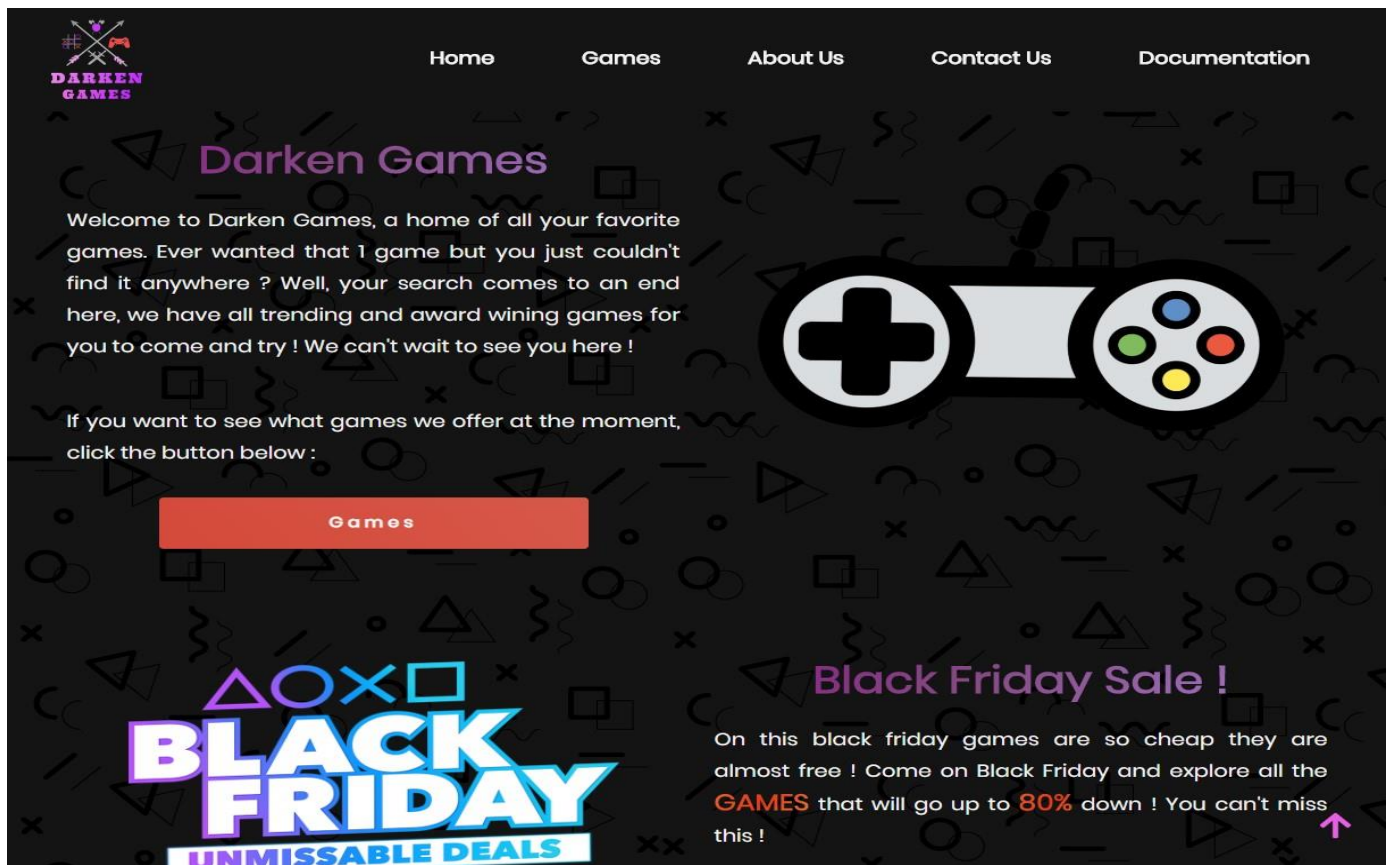 DARKEN
GAMES
Home Games About Us Contact Us Documentation
Darken Games
Welcome to Darken Games, a home of all your favorite
games. Ever wanted that 1 game but you just couldn't
find it anywhere ? Well, your search comes to an end
here, we have all trending and award wining games for
you to come and try ! We can't wait to see you here !
If you want to see what games we offer at the moment,
click the button below :
Games
BLACK
FRIDAY
UNMISSABLE DEALS
Black Friday Sale !
On this black friday games are so cheap they are
almost free ! Come on Black Friday and explore all the
GAMES that will go up to 80% down ! You can't miss
this !